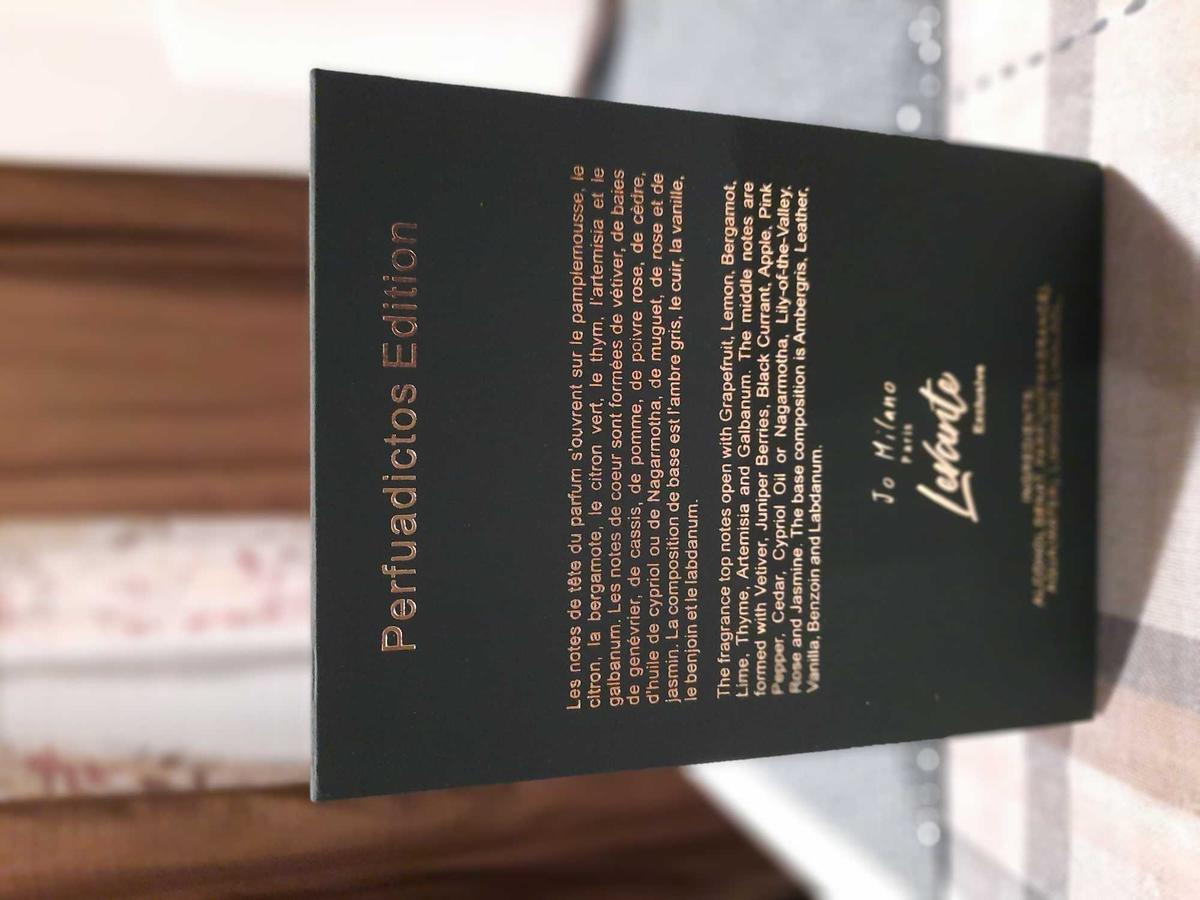 Perfuadictos Edition
Les notes de tête du parfum s'ouvrent sur le pamplemousse, le
citron, la bergamote, le citron vert, le thym, l'artemisia et le
galbanum. Les notes de coeur sont formées de vétiver, de baies
de genévrier, de cassis, de pomme, de poivre rose, de cèdre,
d'huile de cypriol ou de Nagarmotha, de muguet, de rose et de
jasmin. La composition de base est l'ambre gris, le cuir, la vanille,
le benjoin et le labdanum.
The fragrance top notes open with Grapefruit, Lemon, Bergamot,
Lime, Thyme, Artemisia and Galbanum. The middle notes are
formed with Vetiver, Juniper Berries, Black Currant, Apple, Pink
Pepper, Cedar, Cypriol Oil or Nagarmotha, Lily-of-the-Valley,
Rose and Jasmine. The base composition is Ambergris, Leather,
Vanilla, Benzoin and Labdanum.
Jo Milano
Paris
Levante
Exclusive
INGREDIENTS